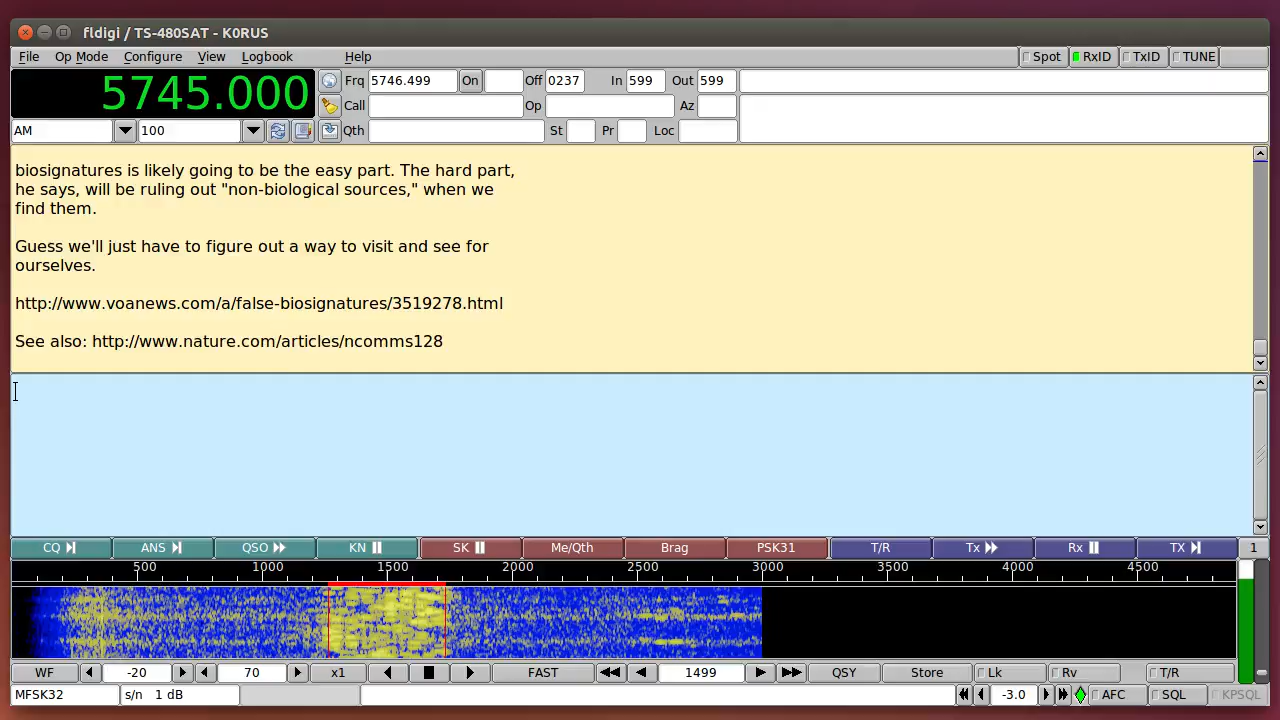 fldigi / TS-480SAT - K0RUS
File Op Mode Configure View Logbook Help Spot RxID TxID TUNE
5745.000 Frq 5746.499 On Off 0237 In 599 Out 599
Call Op Az
AM 100 Qth St Pr Loc
biosignatures is likely going to be the easy part. The hard part,
he says, will be ruling out "non-biological sources," when we
find them.
Guess we'll just have to figure out a way to visit and see for
ourselves.
http://www.voanews.com/a/false-biosignatures/3519278.html
See also: http://www.nature.com/articles/ncomms128
CQ ANS QSO KN SK Me/Qth Brag PSK31 T/R Tx Rx TX 1
500 1000 1500 2000 2500 3000 3500 4000 4500
WF -20 70 x1 FAST 1499 QSY Store Lk Rv T/R
MFSK32 s/n 1 dB -3.0 AFC SQL KPSQL